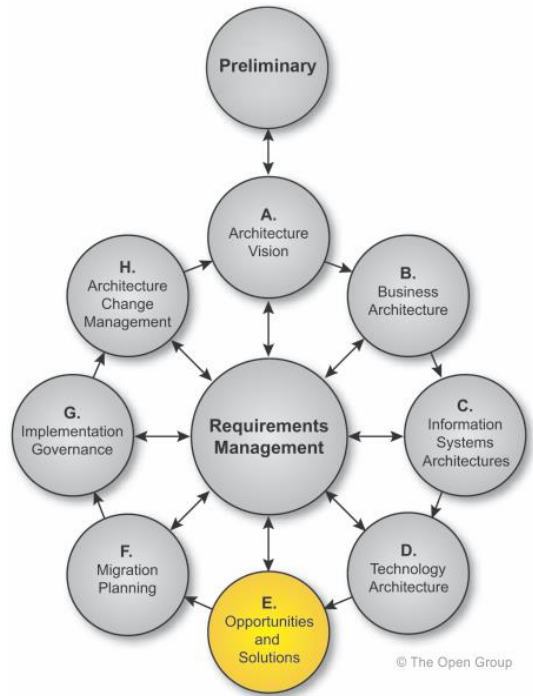 Preliminary
A.
Architecture
Vision
H.
Architecture
Change
Management
B.
Business
Architecture
G.
Implementation
Governance
Requirements
Management
C.
Information
Systems
Architectures
F.
Migration
Planning
D.
Technology
Architecture
E.
Opportunities
and
Solutions
© The Open Group